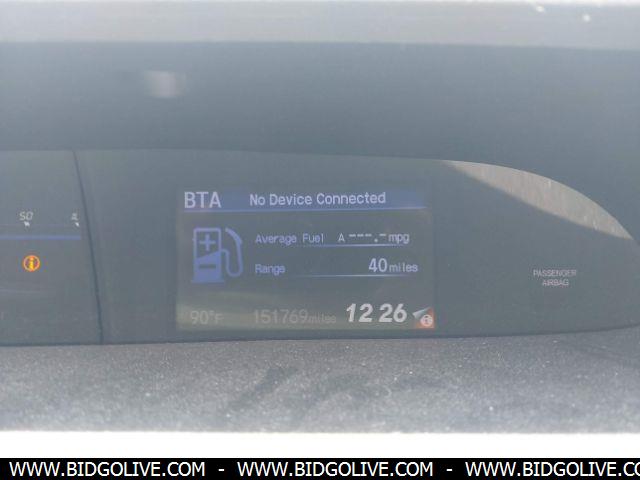 BTA No Device Connected
Average Fuel A ---.- mpg
Range 40 miles
PASSENGER
AIRBAG
90°F 151769 miles 12 26
WWW.BIDGOLIVE.COM - WWW.BIDGOLIVE.COM - WWW.BIDGOLIVE.COM